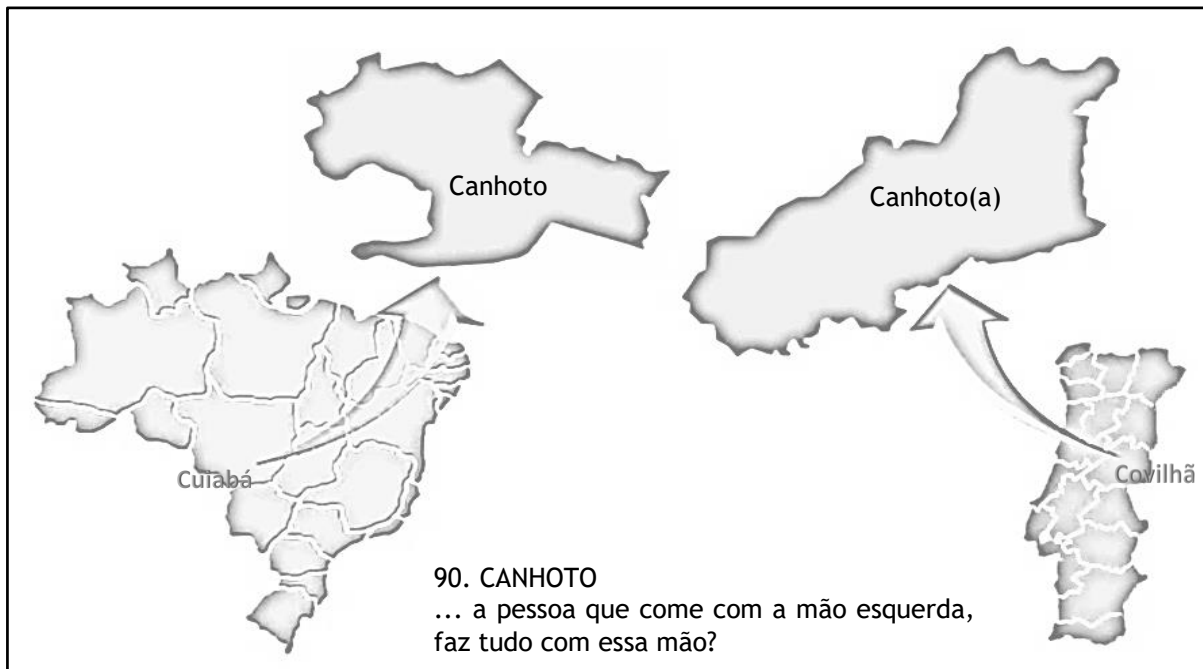 Canhoto
Canhoto(a)
Cuiabá
Covilhã
90. CANHOTO
... a pessoa que come com a mão esquerda,
faz tudo com essa mão?